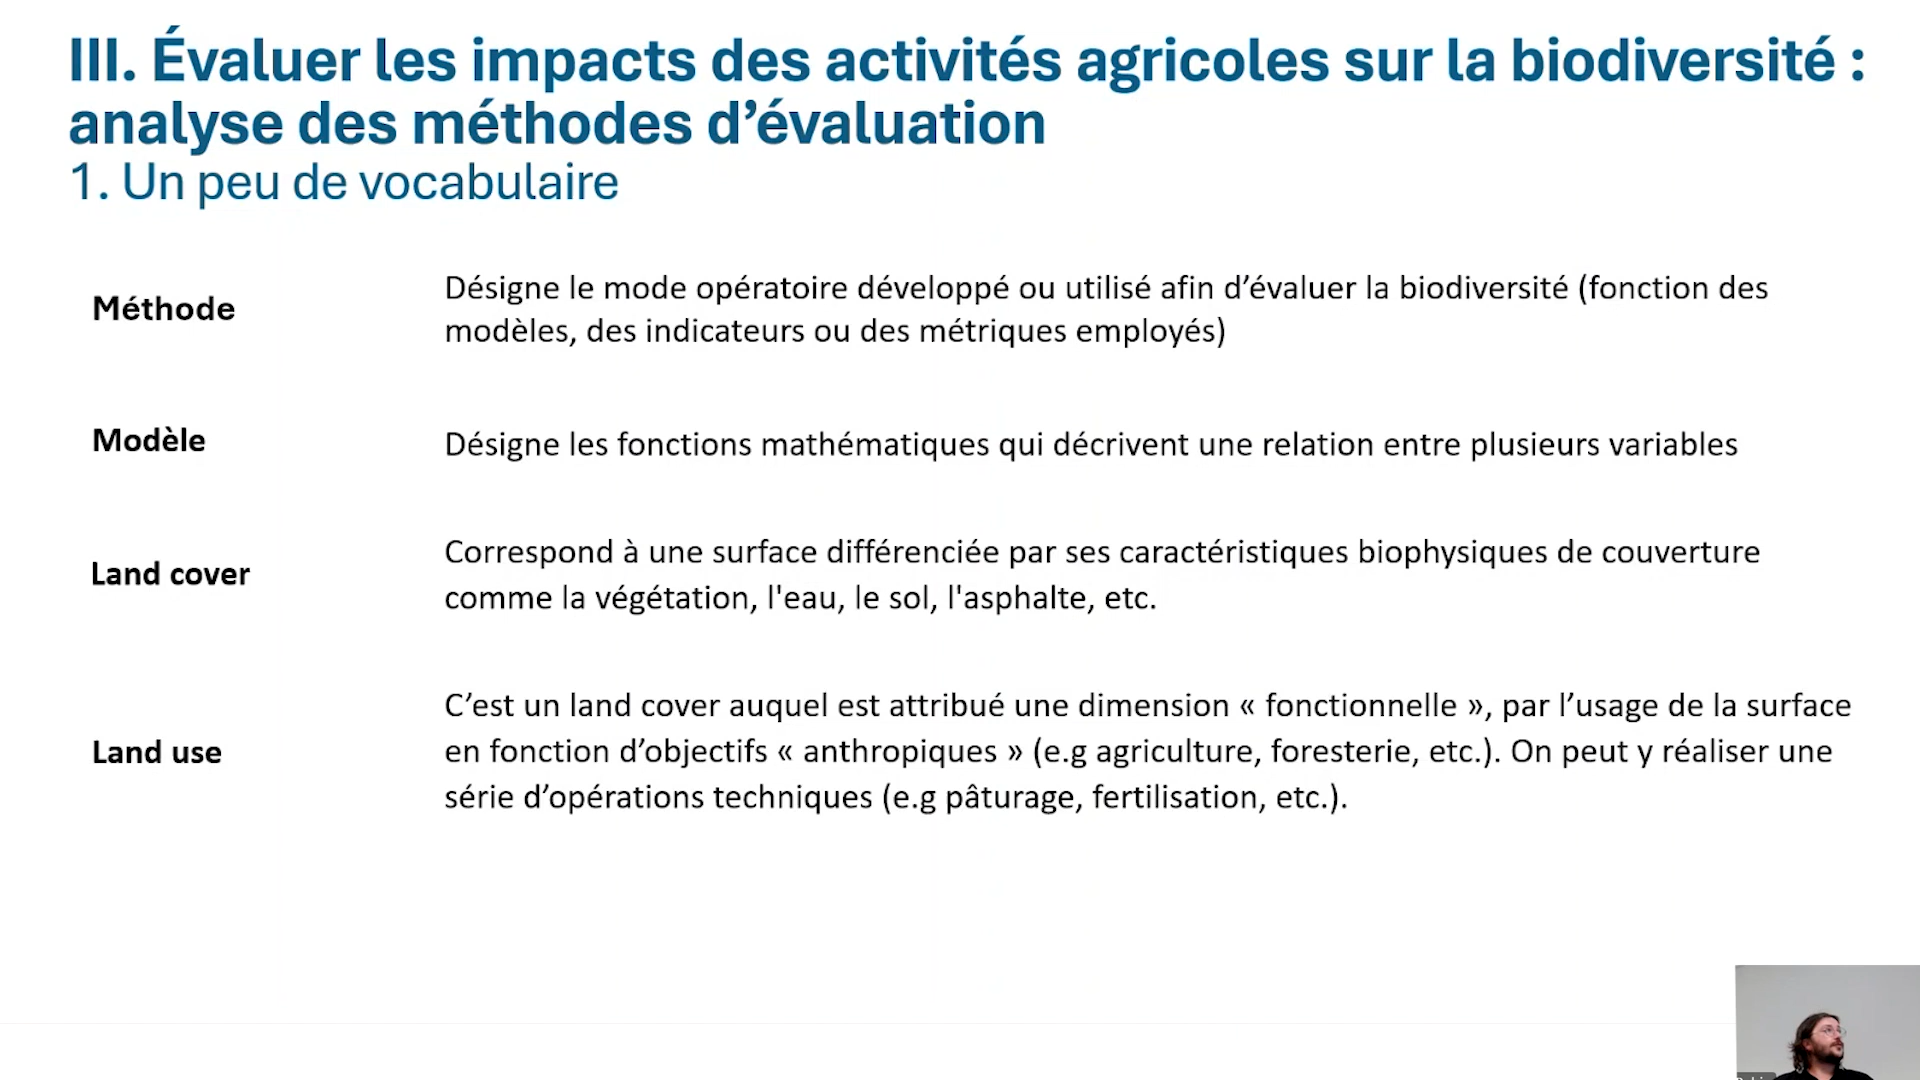 III. Évaluer les impacts des activités agricoles sur la biodiversité :
analyse des méthodes d’évaluation
1. Un peu de vocabulaire
Méthode
Désigne le mode opératoire développé ou utilisé afin d’évaluer la biodiversité (fonction des
modèles, des indicateurs ou des métriques employés)
Modèle
Désigne les fonctions mathématiques qui décrivent une relation entre plusieurs variables
Land cover
Correspond à une surface différenciée par ses caractéristiques biophysiques de couverture
comme la végétation, l'eau, le sol, l'asphalte, etc.
Land use
C’est un land cover auquel est attribué une dimension « fonctionnelle », par l’usage de la surface
en fonction d’objectifs « anthropiques » (e.g agriculture, foresterie, etc.). On peut y réaliser une
série d’opérations techniques (e.g pâturage, fertilisation, etc.).